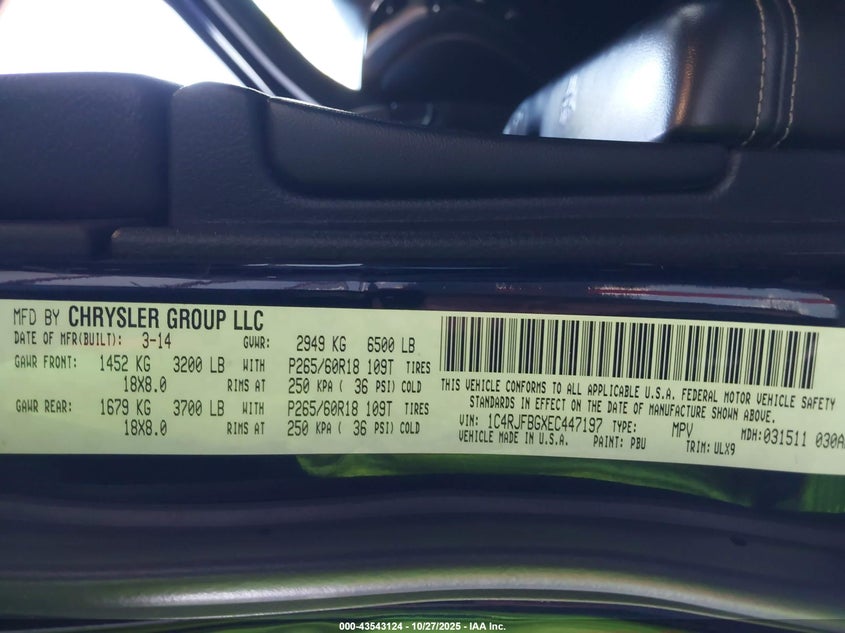 MFD BY CHRYSLER GROUP LLC
DATE OF MFR(BUILT): 3-14 GVWR: 2949 KG 6500 LB
GAWR FRONT: 1452 KG 3200 LB WITH P265/60R18 109T TIRES
18X8.0 RIMS AT 250 KPA ( 36 PSI) COLD
GAWR REAR: 1679 KG 3700 LB WITH P265/60R18 109T TIRES
18X8.0 RIMS AT 250 KPA ( 36 PSI) COLD
THIS VEHICLE CONFORMS TO ALL APPLICABLE U.S.A. FEDERAL MOTOR VEHICLE SAFETY
STANDARDS IN EFFECT ON THE DATE OF MANUFACTURE SHOWN ABOVE.
VIN: 1C4RJFBGXEC447197 TYPE: MPV MDH:031511 030A
VEHICLE MADE IN U.S.A. PAINT: PBU TRIM: ULX9
000-43543124 - 10/27/2025 - IAA Inc.